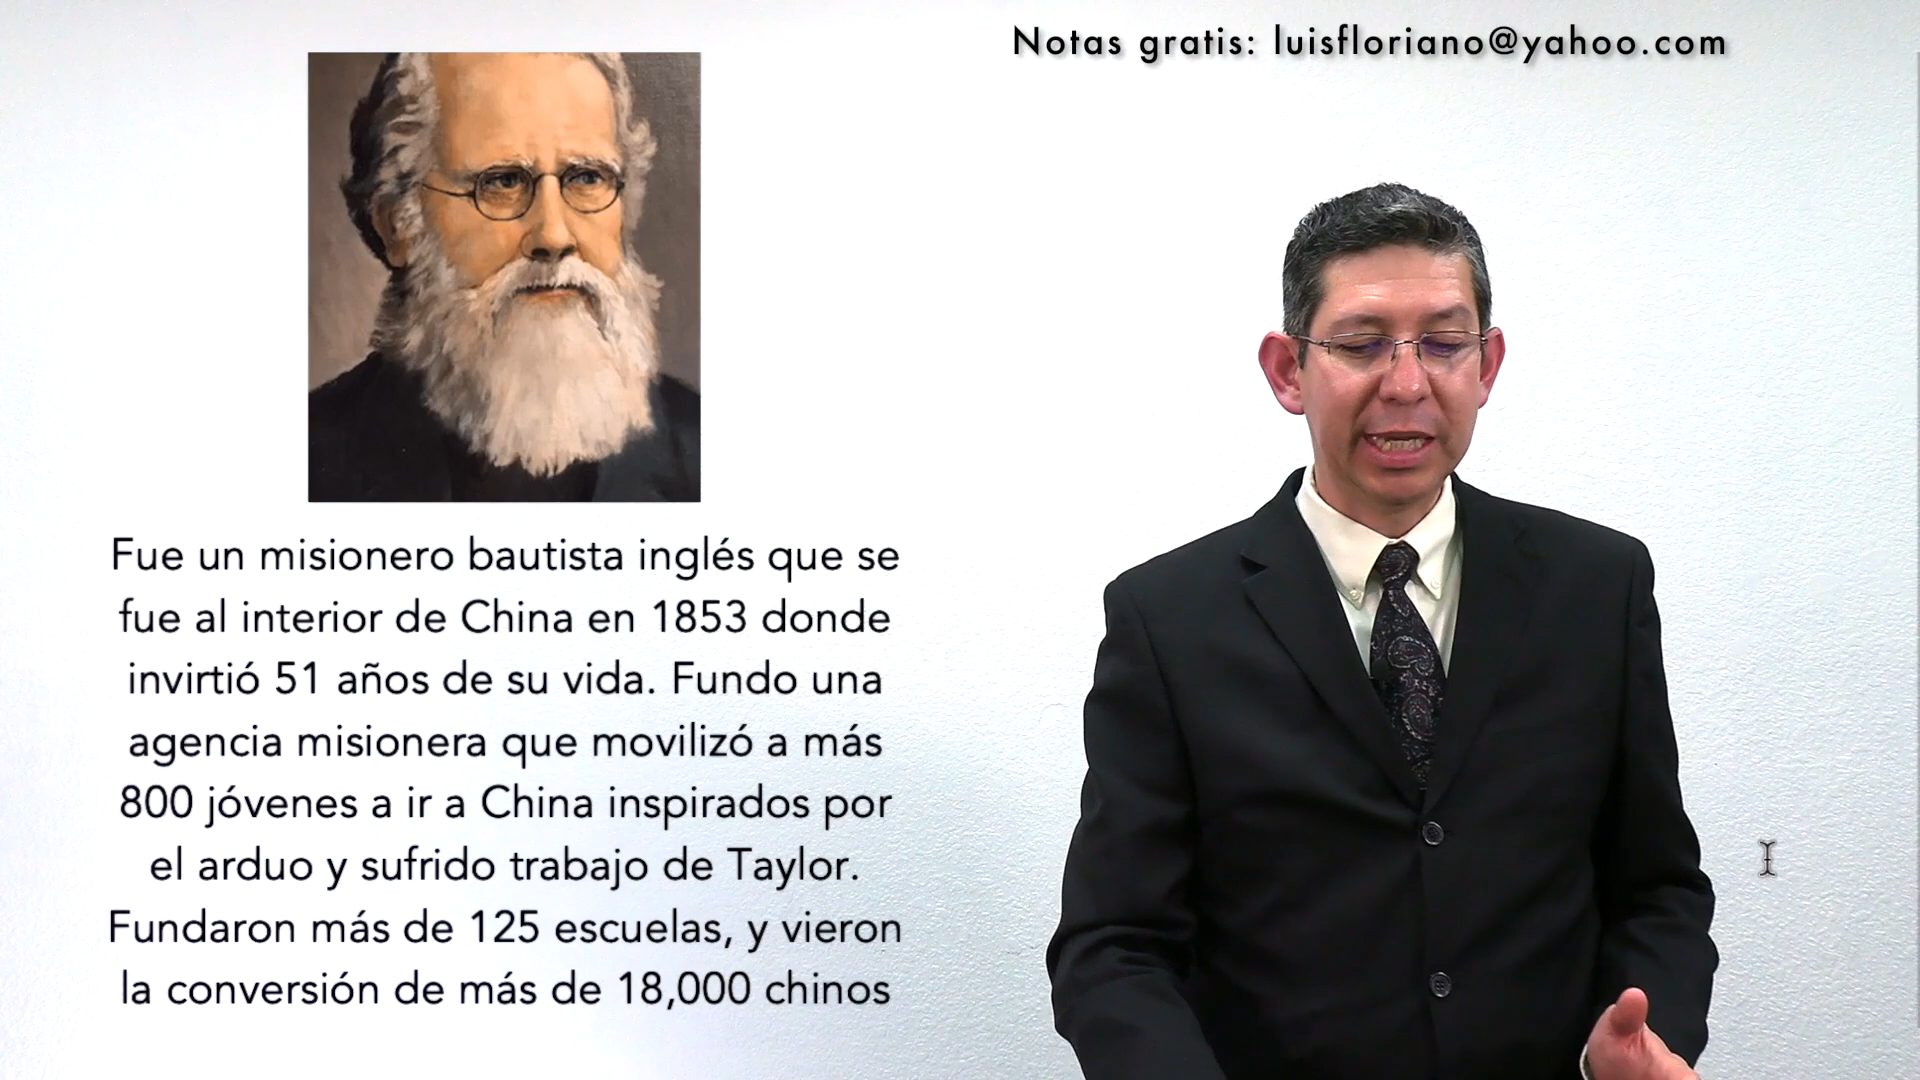 Notas gratis: luisfloriano@yahoo.com
Fue un misionero bautista inglés que se
fue al interior de China en 1853 donde
invirtió 51 años de su vida. Fundo una
agencia misionera que movilizó a más
800 jóvenes a ir a China inspirados por
el arduo y sufrido trabajo de Taylor.
Fundaron más de 125 escuelas, y vieron
la conversión de más de 18,000 chinos